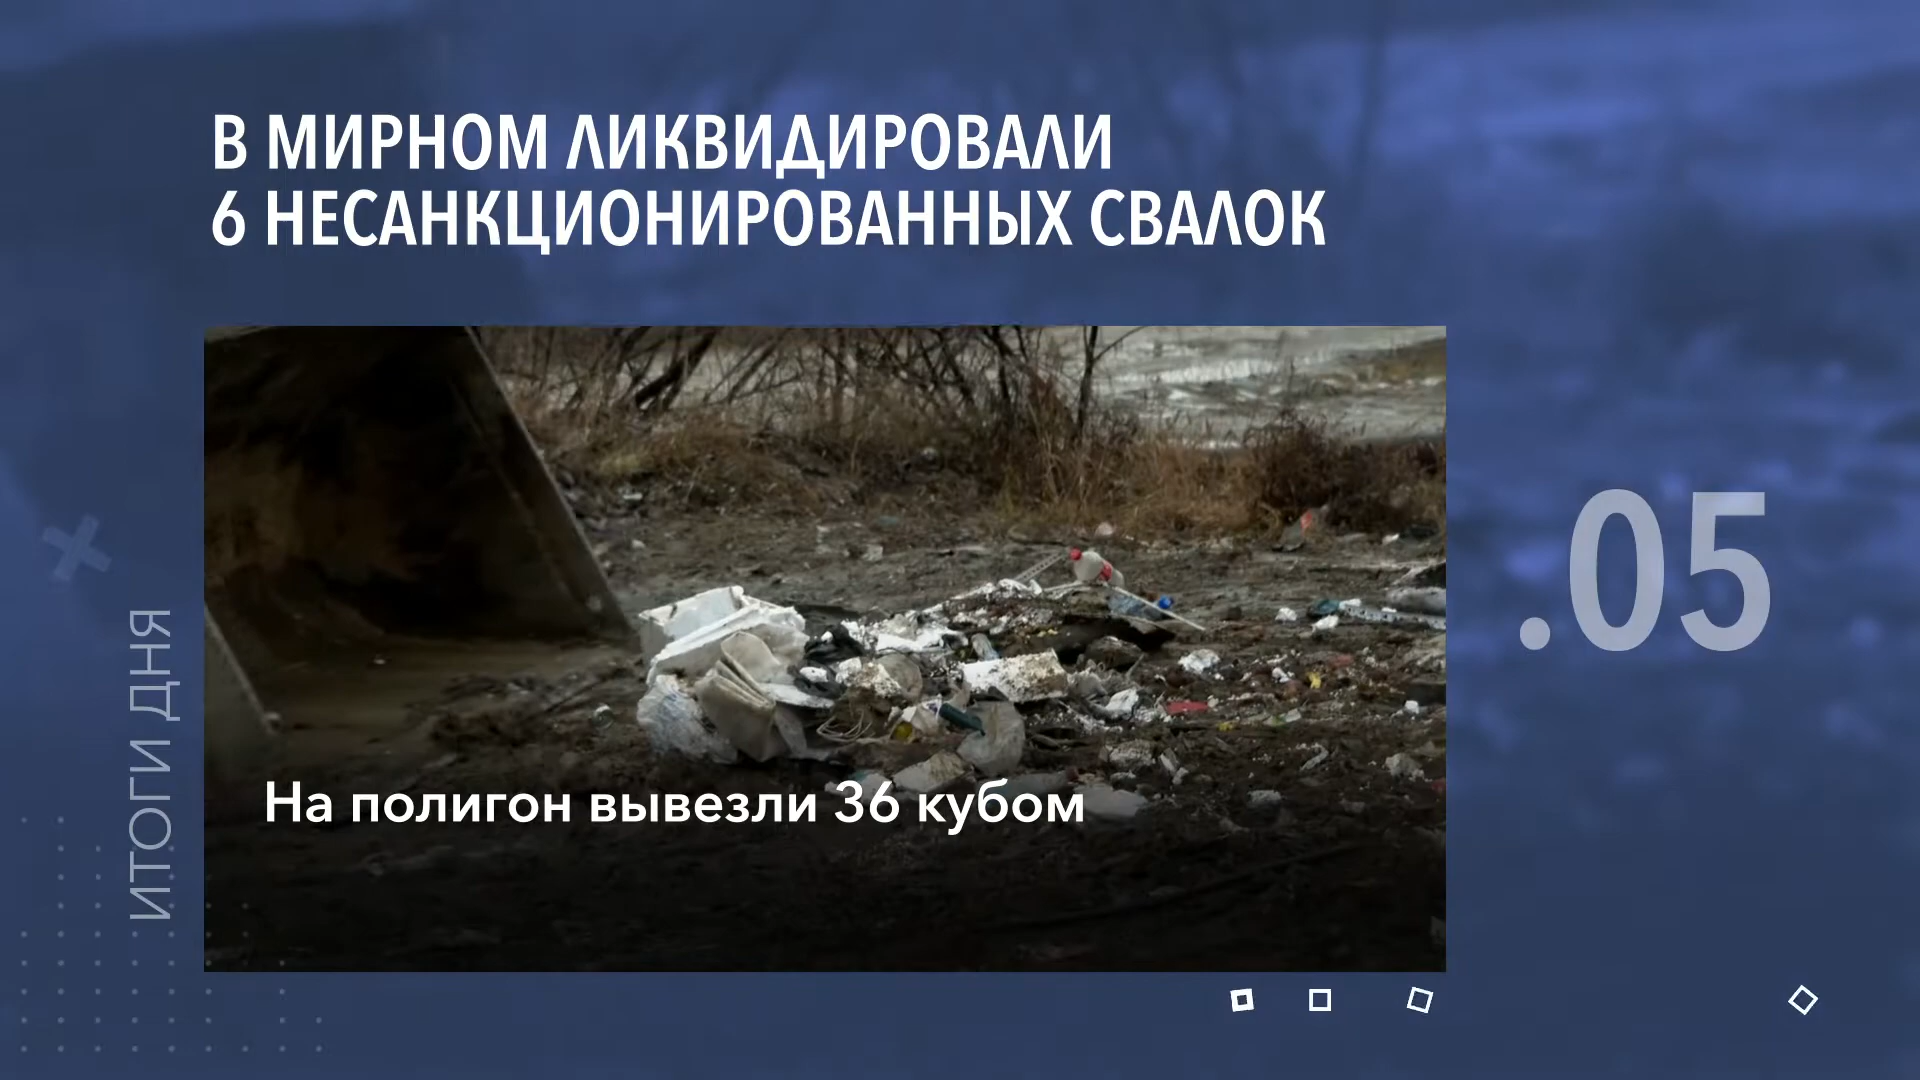 В МИРНОМ ЛИКВИДИРОВАЛИ
6 НЕСАНКЦИОНИРОВАННЫХ СВАЛОК
На полигон вывезли 36 кубом
.05
ИТОГИ ДНЯ